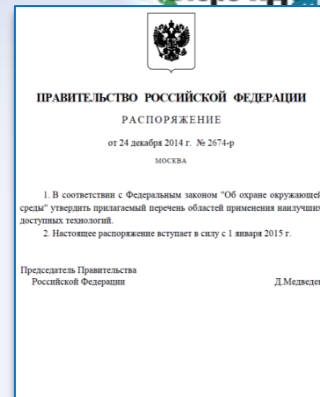 ПРАВИТЕЛЬСТВО РОССИЙСКОЙ ФЕДЕРАЦИИ
РАСПОРЯЖЕНИЕ
от 24 декабря 2014 г. № 2674-р
МОСКВА
1. В соответствии с Федеральным законом "Об охране окружающей
среды" утвердить прилагаемый перечень областей применения наилучших
доступных технологий.
2. Настоящее распоряжение вступает в силу с 1 января 2015 г.
Председатель Правительства
Российской Федерации
Д.Медведев